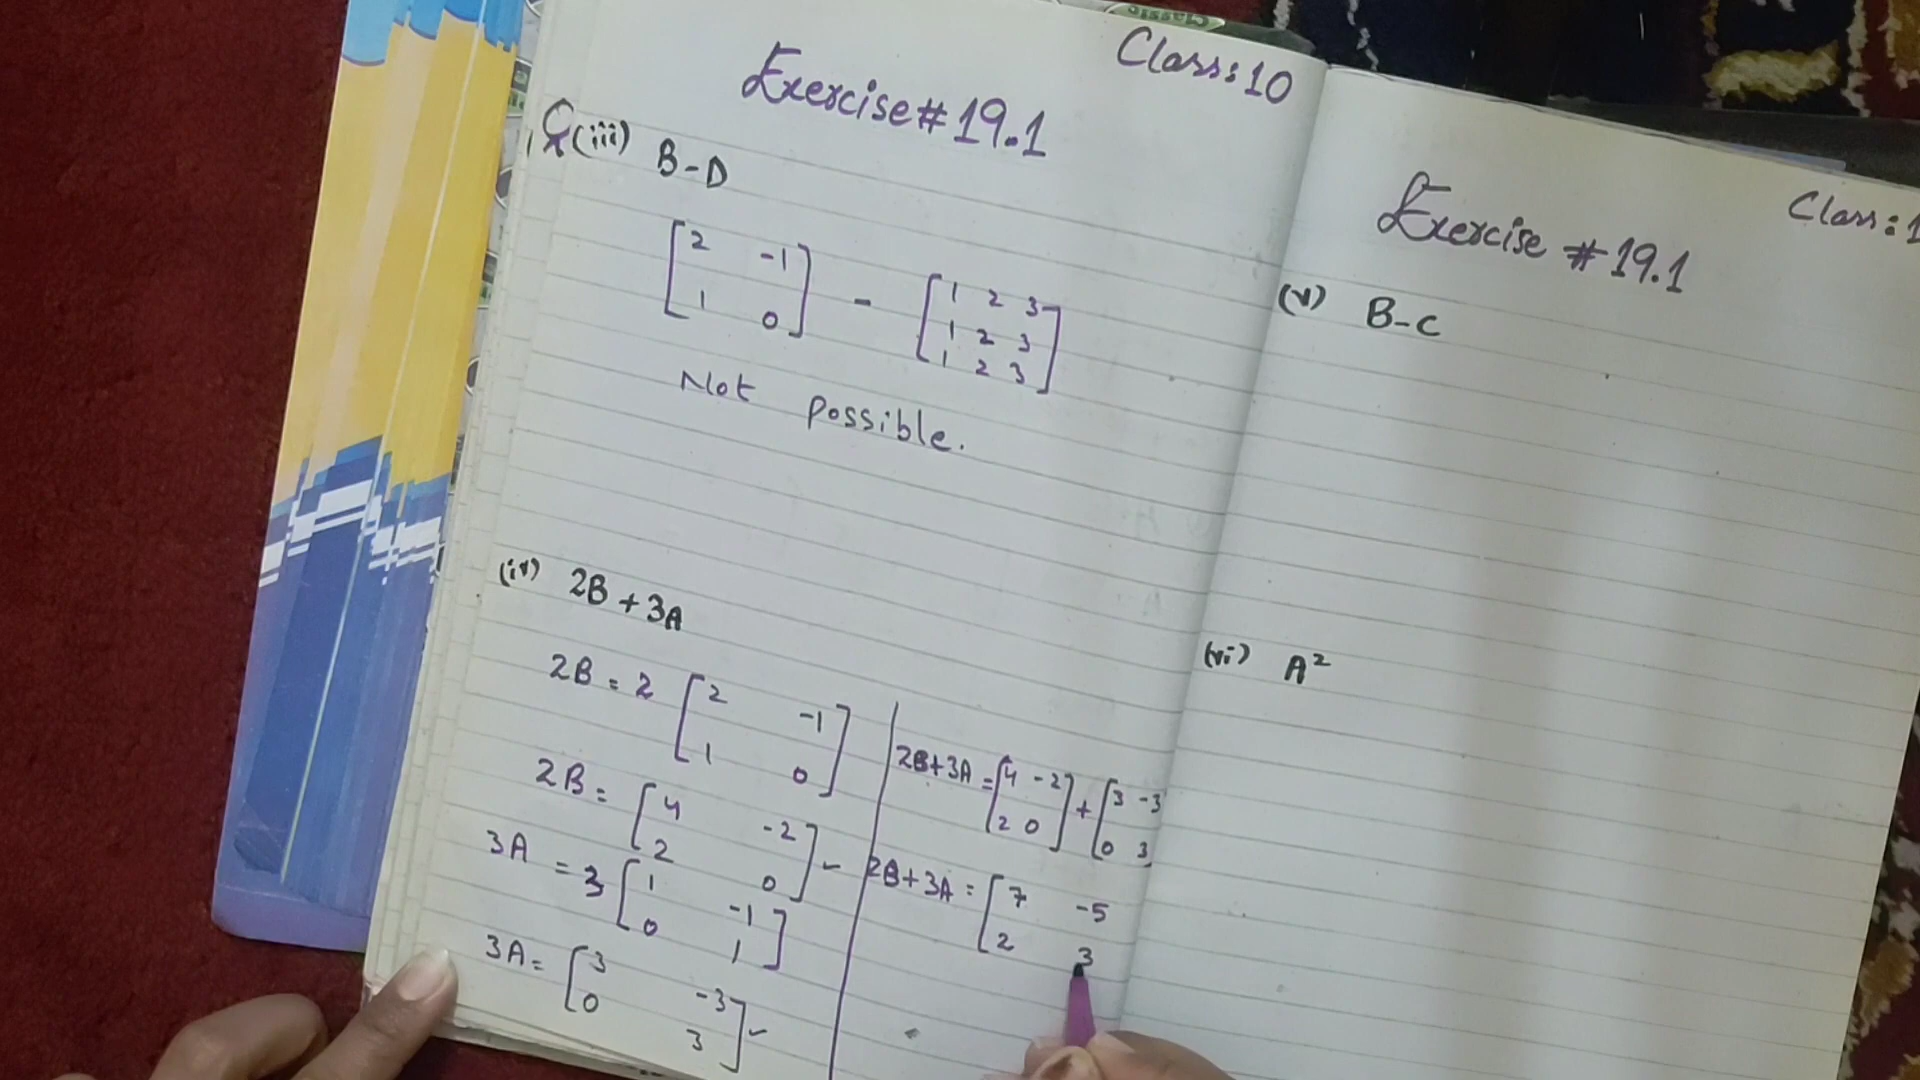 Class:10
Exercise# 19.1
Q(iii) B-D
[2 -1
1 0] - [1 2 3
1 2 3
1 2 3]
Not possible.
(iv) 2B+3A
2B = 2 [2 -1
1 0]
2B = [4 -2
2 0]
3A = 3 [1 -1
0 1]
3A = [3 -3
0 3]
2B+3A = [4 -2
2 0] + [3 -3
0 3
2B+3A = [7 -5
2 3
Class: 1
Exercise # 19.1
(v) B-C
(vi) A²